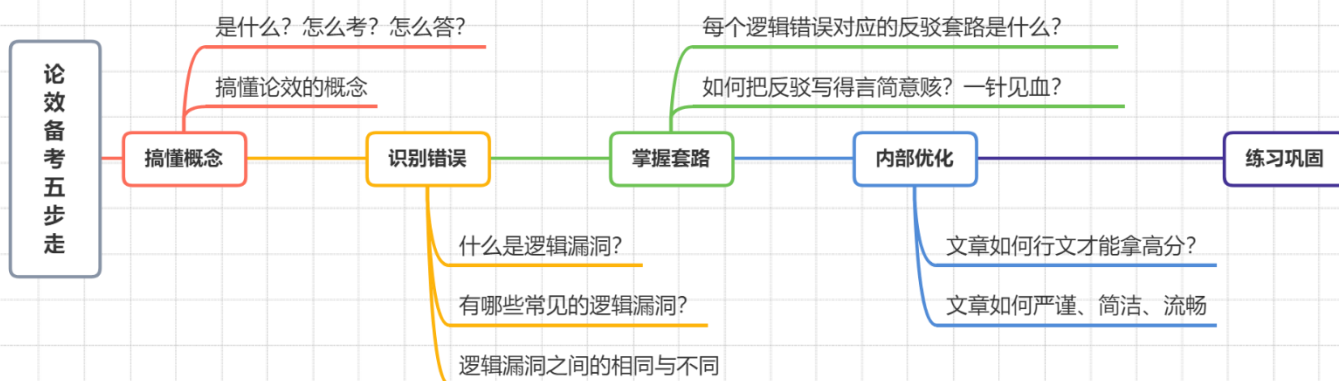 论效备考五步走
搞懂概念
是什么？怎么考？怎么答？
搞懂论效的概念
识别错误
什么是逻辑漏洞？
有哪些常见的逻辑漏洞？
逻辑漏洞之间的相同与不同
掌握套路
每个逻辑错误对应的反驳套路是什么？
如何把反驳写得言简意赅？一针见血？
内部优化
文章如何行文才能拿高分？
文章如何严谨、简洁、流畅
练习巩固